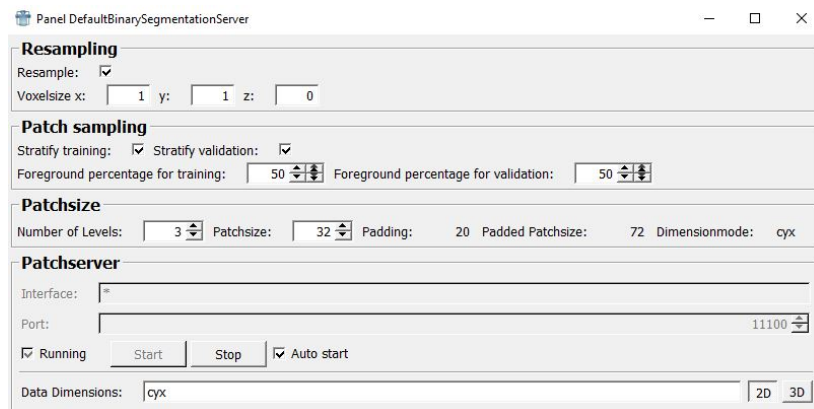 Panel DefaultBinarySegmentationServer
Resampling
Resample:
Voxelsize x: 1 y: 1 z: 0
Patch sampling
Stratify training: Stratify validation:
Foreground percentage for training: 50 Foreground percentage for validation: 50
Patchsize
Number of Levels: 3 Patchsize: 32 Padding: 20 Padded Patchsize: 72 Dimensionmode: cyx
Patchserver
Interface: *
Port: 11100
Running Start Stop Auto start
Data Dimensions: cyx 2D 3D